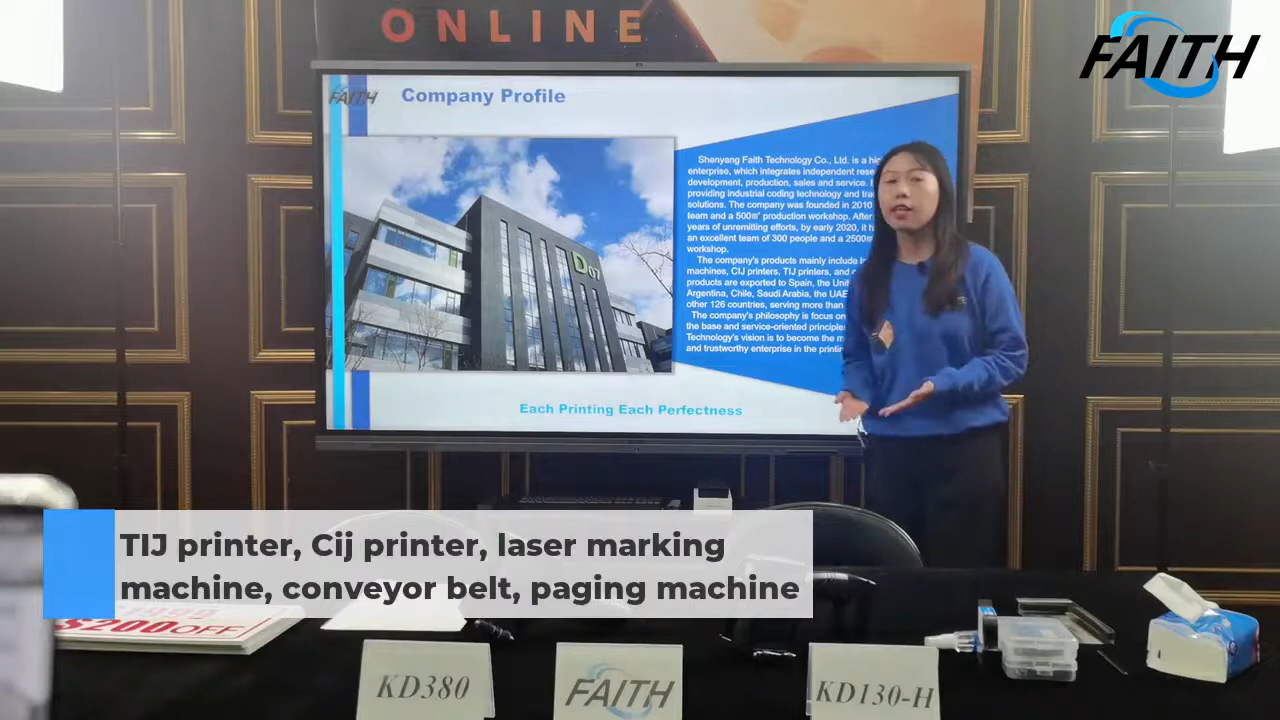 ONLINE
FAITH
FAITH
Company Profile
Shenyang Faith Technology Co., Ltd. is a
enterprise, which integrates independent
development, production, sales and service.
providing industrial coding technology and
solutions. The company was founded in 2010
team and a 500㎡ production workshop. After
years of unremitting efforts, by early 2020, it
an excellent team of 300 people and a 2500㎡
workshop.
The company's products mainly include
machines, CIJ printers, TIJ printers, and
products are exported to Spain, the
Argentina, Chile, Saudi Arabia, the UAE
other 126 countries, serving more than
The company's philosophy is focus on
the base and service-oriented principles
Technology's vision is to become the
and trustworthy enterprise in the
D07
Each Printing Each Perfectness
TIJ printer, Cij printer, laser marking
machine, conveyor belt, paging machine
$200OFF
KD380
FAITH
KD130-H